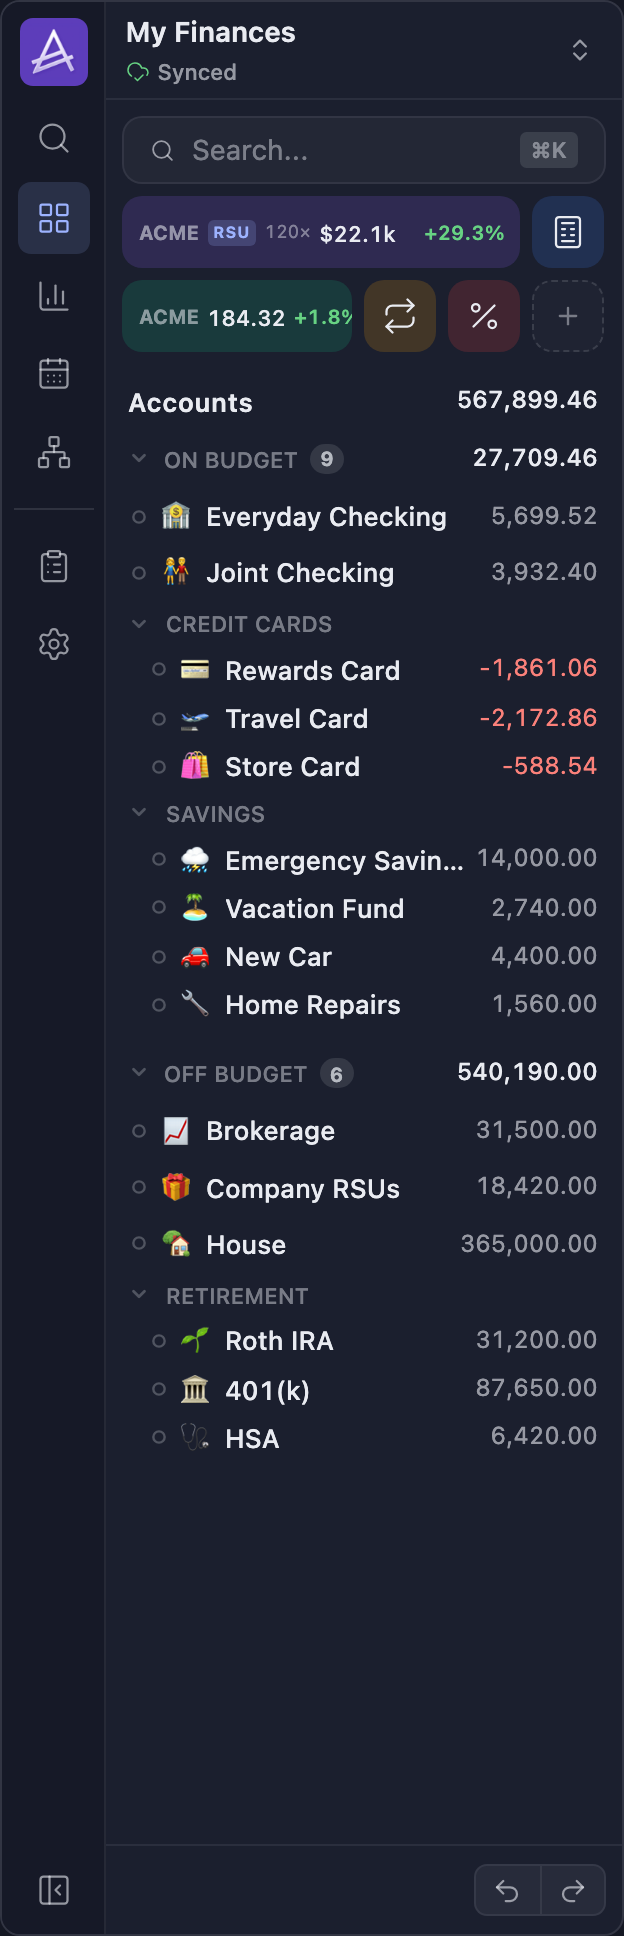 My Finances
Synced
Search... ⌘K
ACME RSU 120× $22.1k +29.3%
ACME 184.32 +1.8%
Accounts 567,899.46
ON BUDGET 9 27,709.46
Everyday Checking 5,699.52
Joint Checking 3,932.40
CREDIT CARDS
Rewards Card -1,861.06
Travel Card -2,172.86
Store Card -588.54
SAVINGS
Emergency Savin... 14,000.00
Vacation Fund 2,740.00
New Car 4,400.00
Home Repairs 1,560.00
OFF BUDGET 6 540,190.00
Brokerage 31,500.00
Company RSUs 18,420.00
House 365,000.00
RETIREMENT
Roth IRA 31,200.00
401(k) 87,650.00
HSA 6,420.00